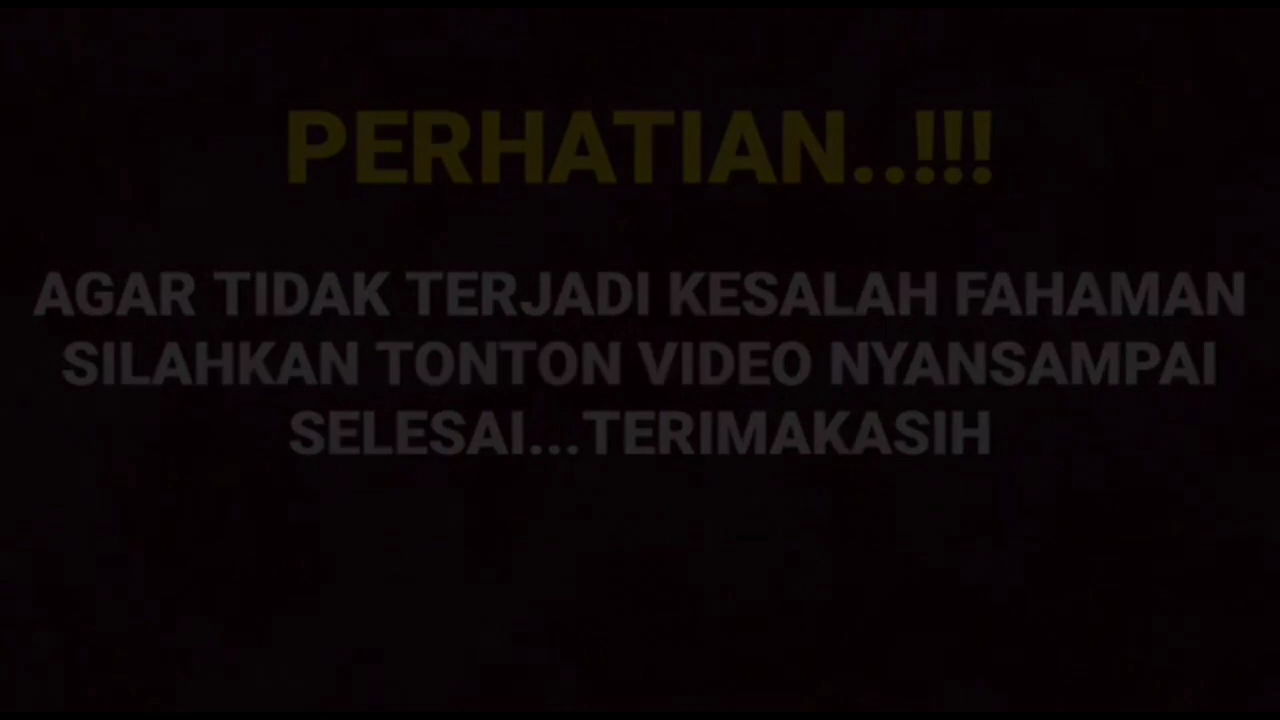 PERHATIAN..!!!
AGAR TIDAK TERJADI KESALAH FAHAMAN
SILAHKAN TONTON VIDEO NYANSAMPAI
SELESAI...TERIMAKASIH